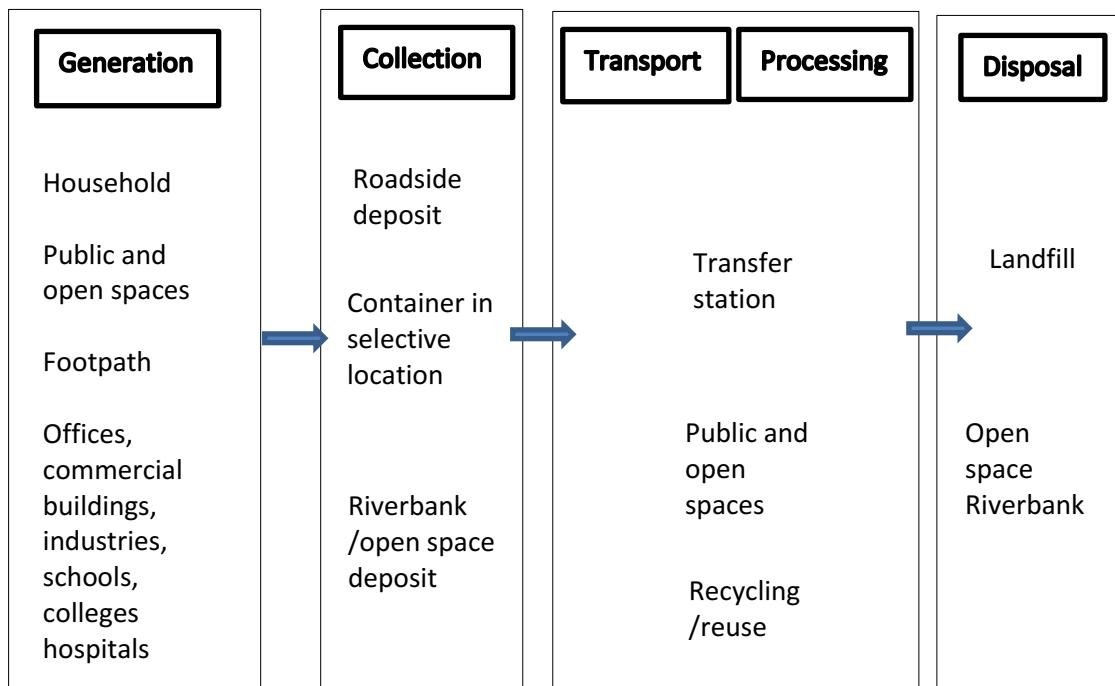 Generation
Household
Public and
open spaces
Footpath
Offices,
commercial
buildings,
industries,
schools,
colleges
hospitals
Collection
Roadside
deposit
Container in
selective
location
Riverbank
/open space
deposit
Transport
Processing
Transfer
station
Public and
open
spaces
Recycling
/reuse
Disposal
Landfill
Open
space
Riverbank